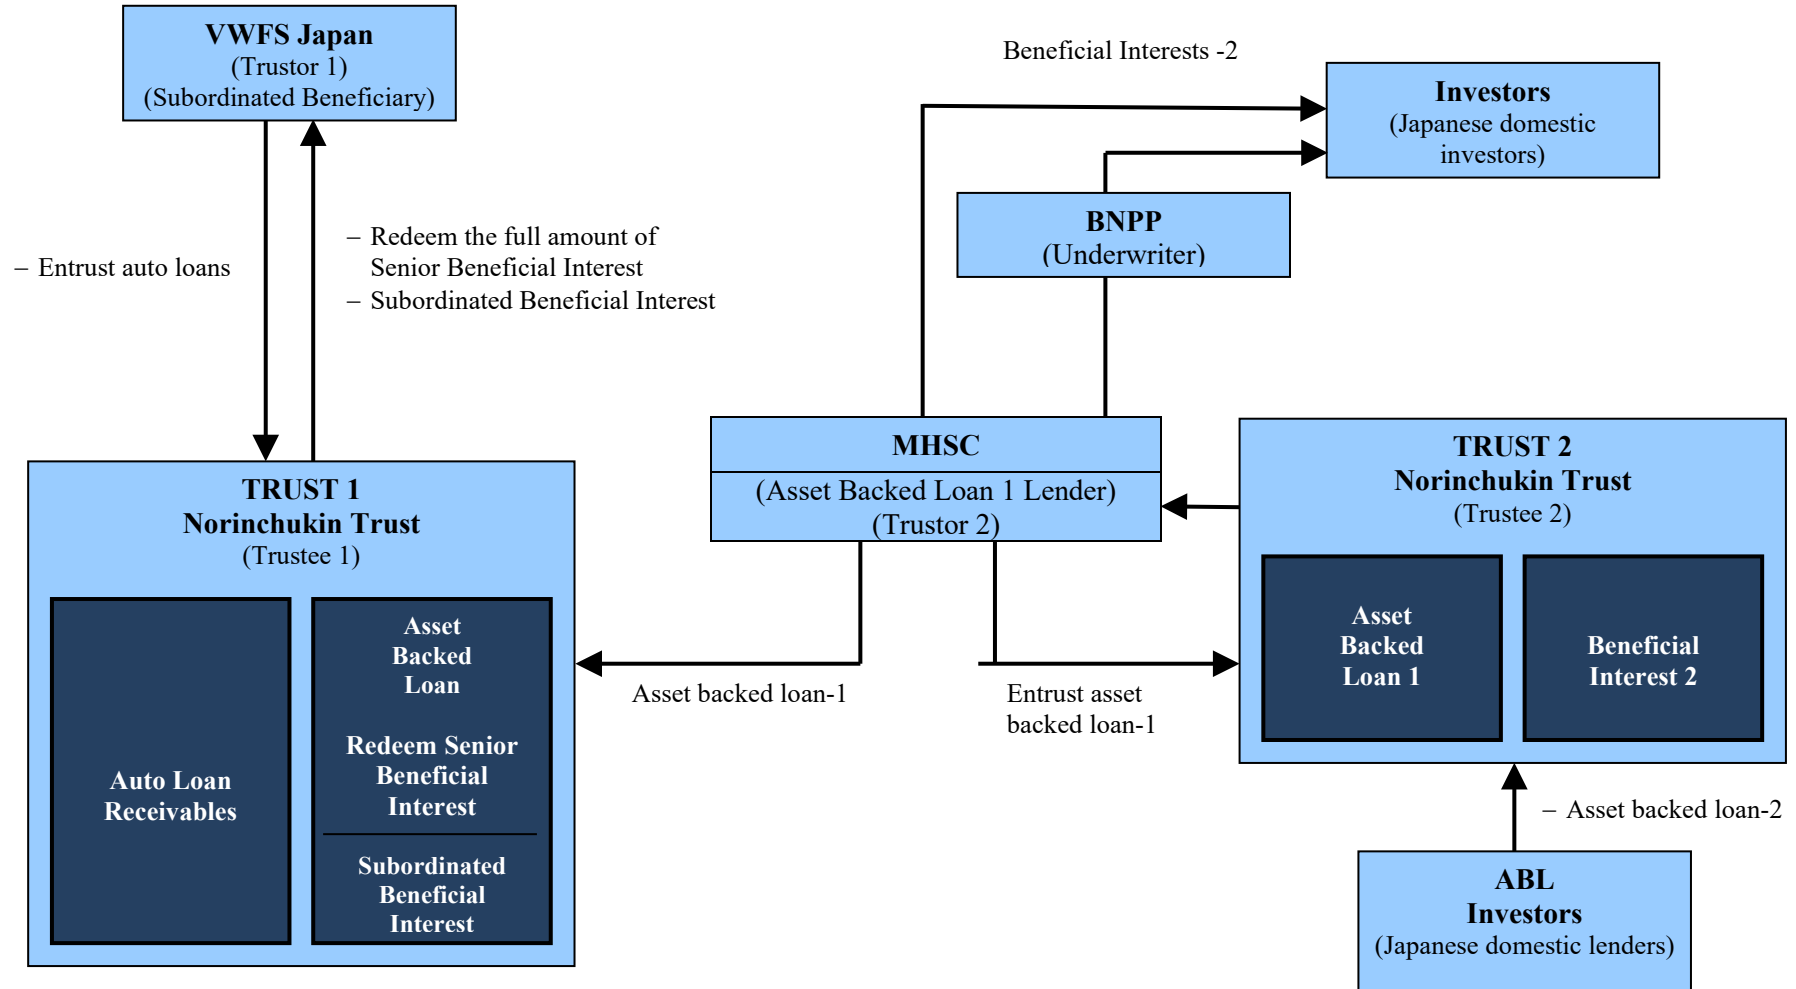 VWFS Japan
(Trustor 1)
(Subordinated Beneficiary)
Beneficial Interests -2
Investors
(Japanese domestic
investors)
BNPP
(Underwriter)
– Entrust auto loans
– Redeem the full amount of
Senior Beneficial Interest
– Subordinated Beneficial Interest
TRUST 1
Norinchukin Trust
(Trustee 1)
Auto Loan
Receivables
Asset
Backed
Loan
Redeem Senior
Beneficial
Interest
Subordinated
Beneficial
Interest
MHSC
(Asset Backed Loan 1 Lender)
(Trustor 2)
Asset backed loan-1
Entrust asset
backed loan-1
TRUST 2
Norinchukin Trust
(Trustee 2)
Asset
Backed
Loan 1
Beneficial
Interest 2
– Asset backed loan-2
ABL
Investors
(Japanese domestic lenders)